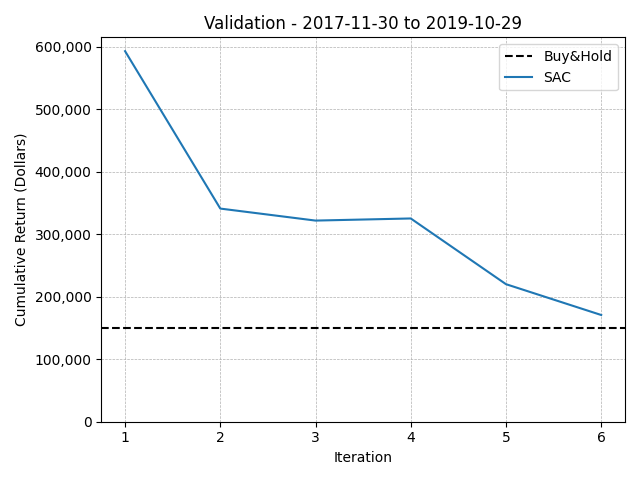 Validation - 2017-11-30 to 2019-10-29
Buy&Hold
SAC
Cumulative Return (Dollars)
600,000
500,000
400,000
300,000
200,000
100,000
0
1 2 3 4 5 6
Iteration